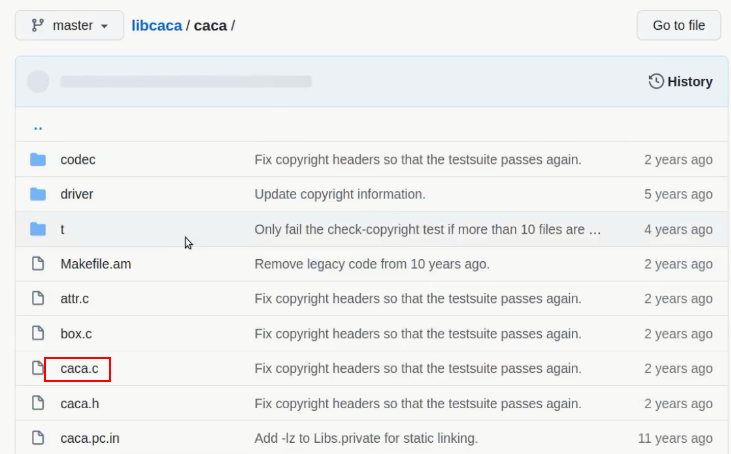 master libcaca / caca / Go to file
History
..
codec Fix copyright headers so that the testsuite passes again. 2 years ago
driver Update copyright information. 5 years ago
t Only fail the check-copyright test if more than 10 files are … 4 years ago
Makefile.am Remove legacy code from 10 years ago. 2 years ago
attr.c Fix copyright headers so that the testsuite passes again. 2 years ago
box.c Fix copyright headers so that the testsuite passes again. 2 years ago
caca.c Fix copyright headers so that the testsuite passes again. 2 years ago
caca.h Fix copyright headers so that the testsuite passes again. 2 years ago
caca.pc.in Add -lz to Libs.private for static linking. 11 years ago